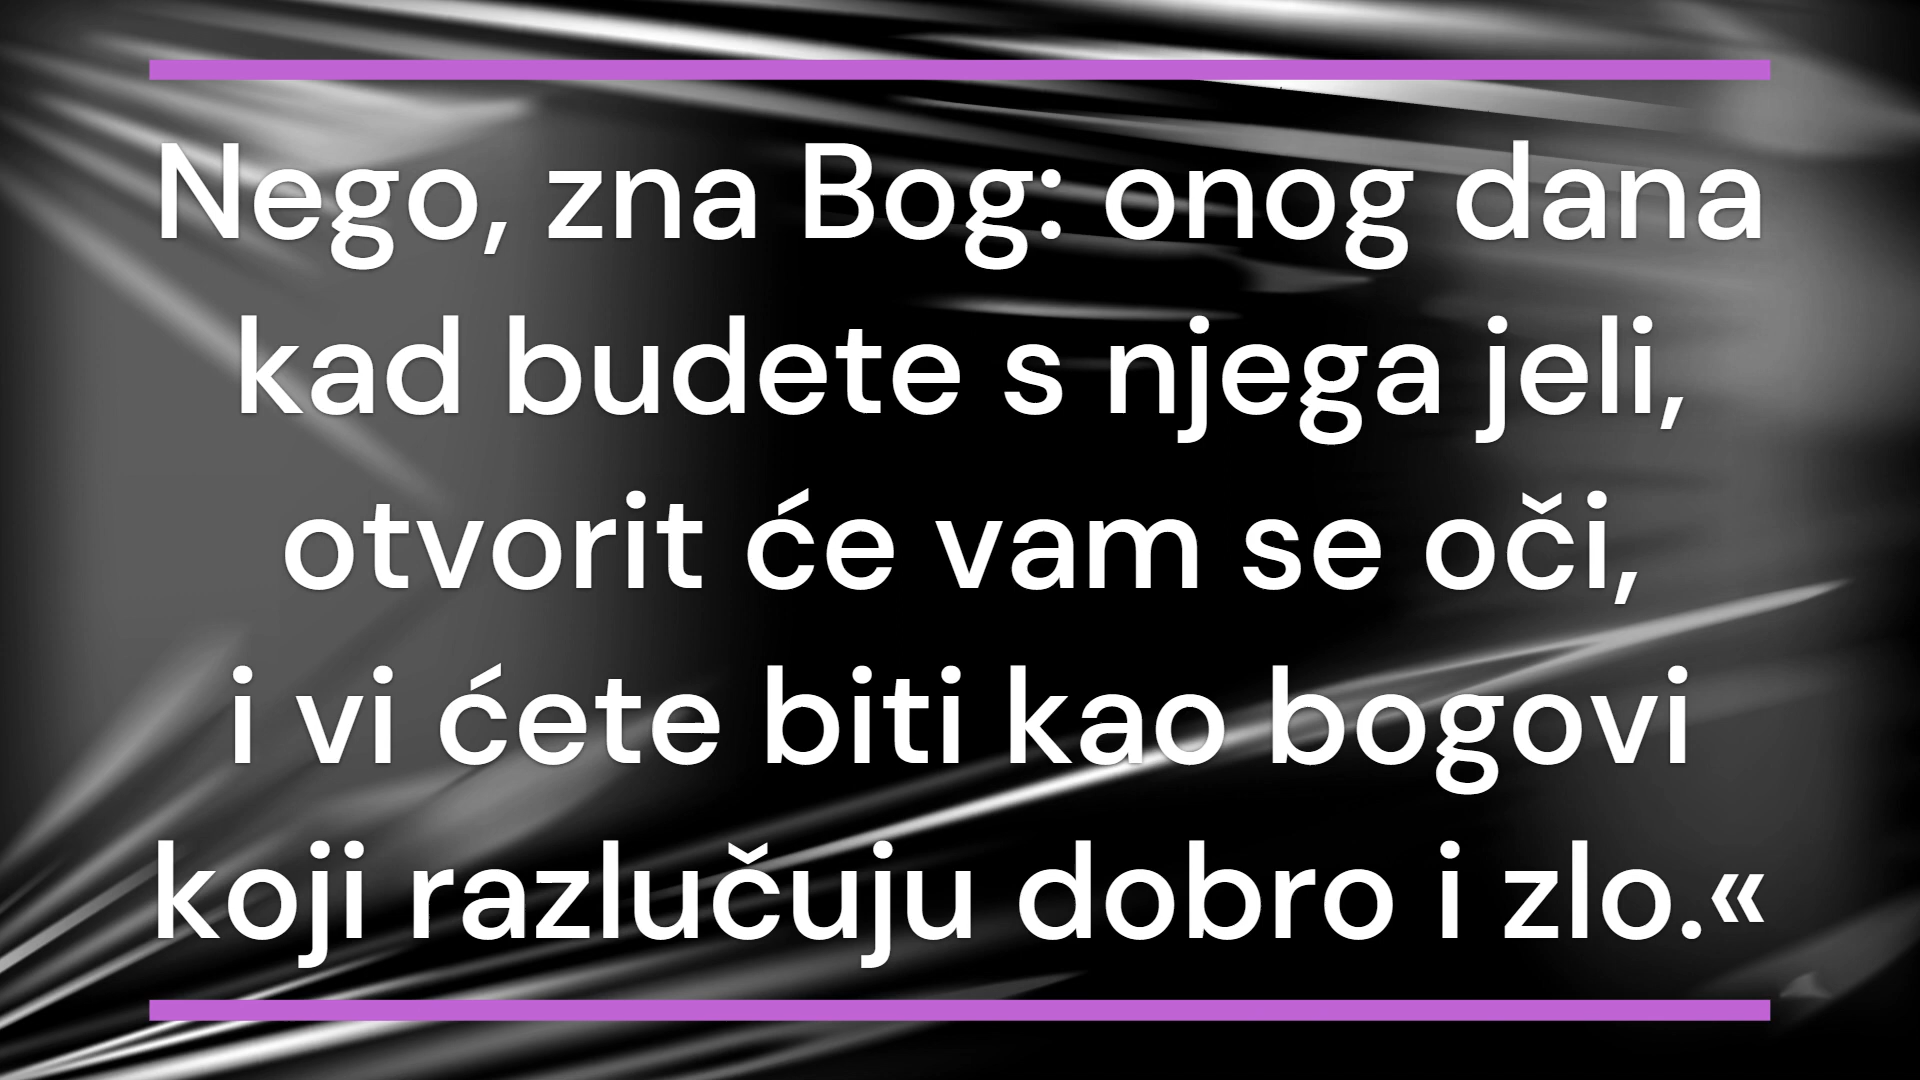 Nego, zna Bog: onog dana
kad budete s njega jeli,
otvorit će vam se oči,
i vi ćete biti kao bogovi
koji razlučuju dobro i zlo.«